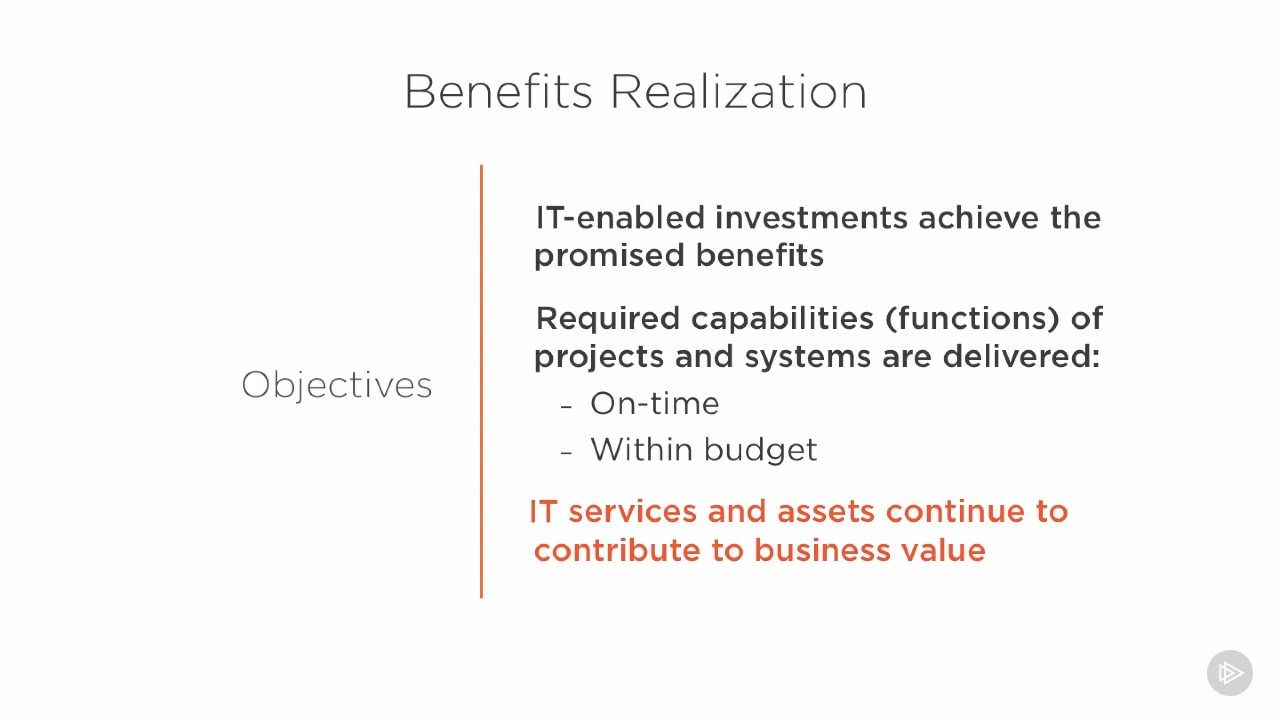 Benefits Realization
Objectives
IT-enabled investments achieve the
promised benefits
Required capabilities (functions) of
projects and systems are delivered:
- On-time
- Within budget
IT services and assets continue to
contribute to business value